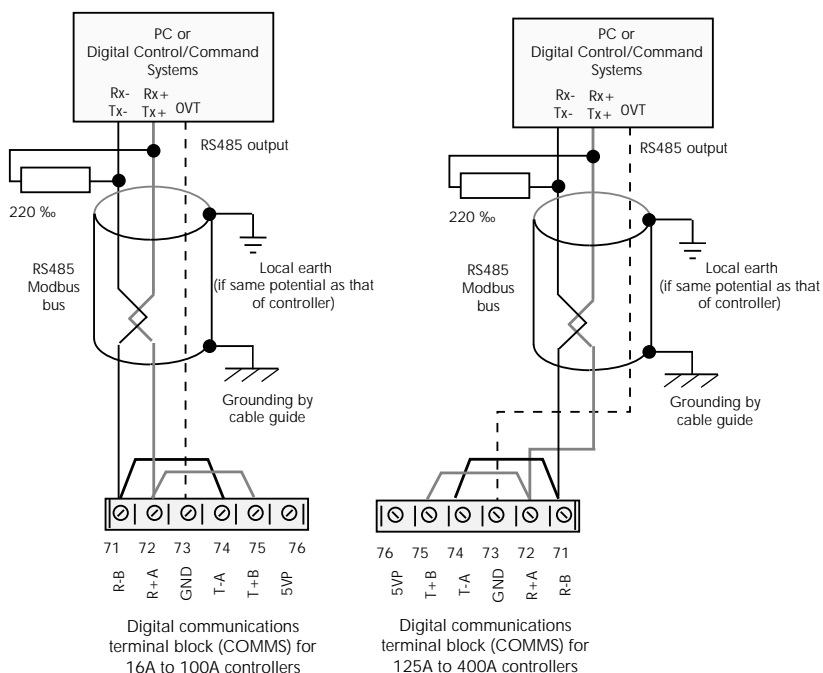 PC or
Digital Control/Command
Systems
Rx- Rx+
Tx- Tx+ OVT
RS485 output
220 ‰
RS485
Modbus
bus
Local earth
(if same potential as that
of controller)
Grounding by
cable guide
71 72 73 74 75 76
R-B R+A GND T-A T+B 5VP
Digital communications
terminal block (COMMS) for
16A to 100A controllers
PC or
Digital Control/Command
Systems
Rx- Rx+
Tx- Tx+ OVT
RS485 output
220 ‰
RS485
Modbus
bus
Local earth
(if same potential as that
of controller)
Grounding by
cable guide
76 75 74 73 72 71
5VP T+B T-A GND R+A R-B
Digital communications
terminal block (COMMS) for
125A to 400A controllers